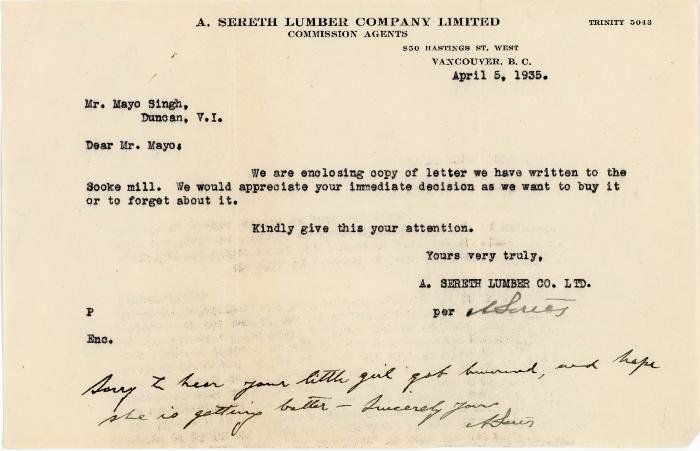 A. SERETH LUMBER COMPANY LIMITED
COMMISSION AGENTS
TRINITY 5043
850 HASTINGS ST. WEST
VANCOUVER, B. C.
April 5, 1935.
Mr. Mayo Singh,
Duncan, V.I.
Dear Mr. Mayo:
We are enclosing copy of letter we have written to the
Sooke mill. We would appreciate your immediate decision as we want to buy it
or to forget about it.
Kindly give this your attention.
Yours very truly,
A. SERETH LUMBER CO. LTD.
per A Sereth
P
Enc.
Sorry to hear your little girl got burned, and hope
she is getting better – Sincerely yours
A Sereth